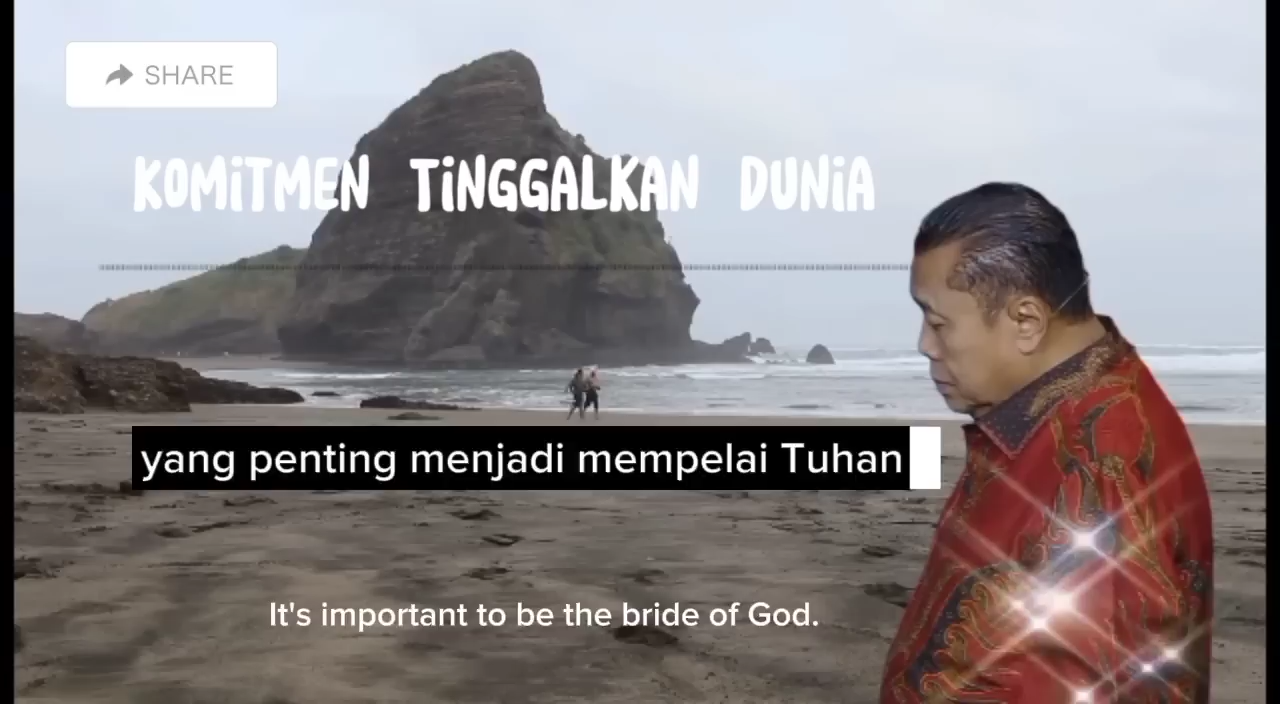 SHARE
KOMITMEN TINGGALKAN DUNIA
yang penting menjadi mempelai Tuhan
It's important to be the bride of God.